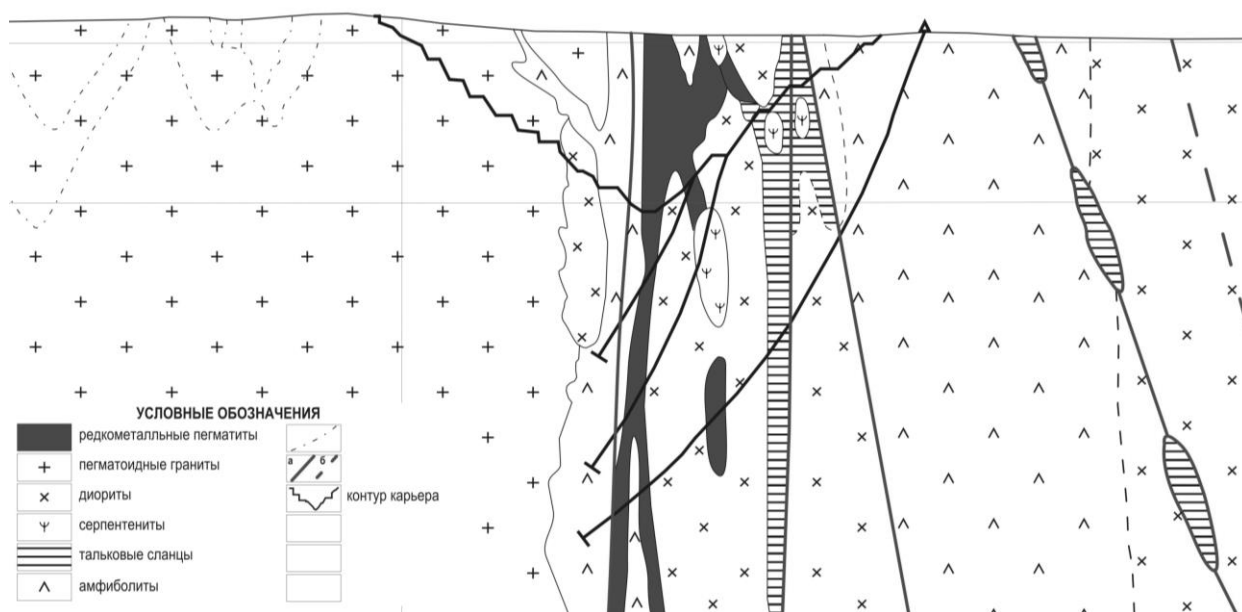 УСЛОВНЫЕ ОБОЗНАЧЕНИЯ
редкометалльные пегматиты
пегматоидные граниты
а б
диориты
контур карьера
серпентениты
тальковые сланцы
амфиболиты